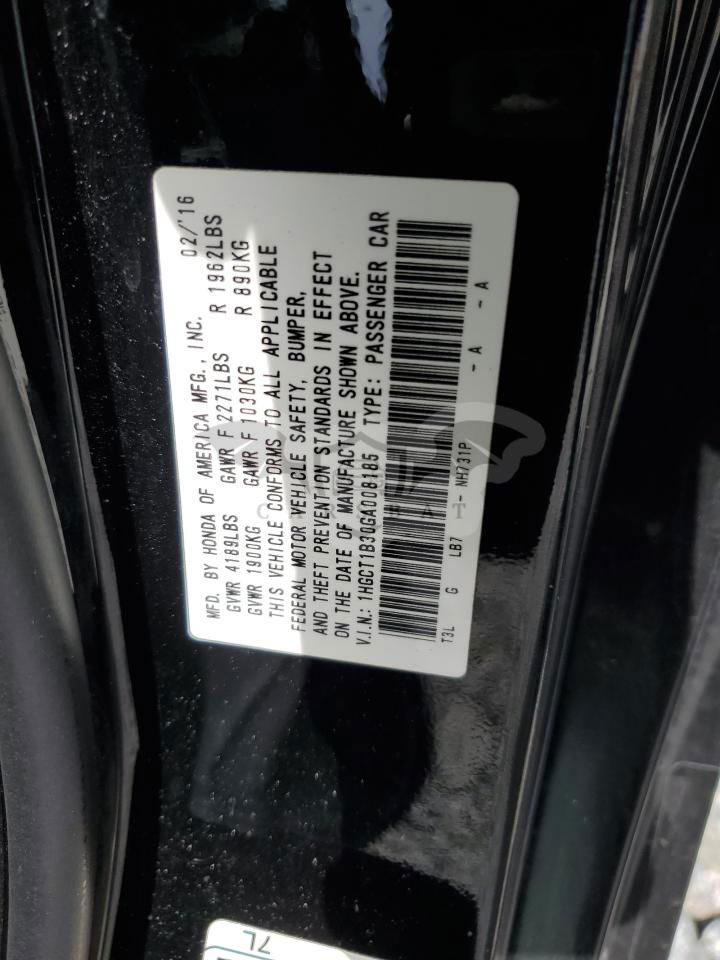 MFD. BY HONDA OF AMERICA MFG., INC. 02/'16
GVWR 4189LBS GAWR F 2271LBS R 1962LBS
GVWR 1900KG GAWR F 1030KG R 890KG
THIS VEHICLE CONFORMS TO ALL APPLICABLE
FEDERAL MOTOR VEHICLE SAFETY, BUMPER,
AND THEFT PREVENTION STANDARDS IN EFFECT
ON THE DATE OF MANUFACTURE SHOWN ABOVE.
V.I.N.: 1HGCT1B30GA008185 TYPE: PASSENGER CAR
T3L G LB7 - NH731P - A - A
7L